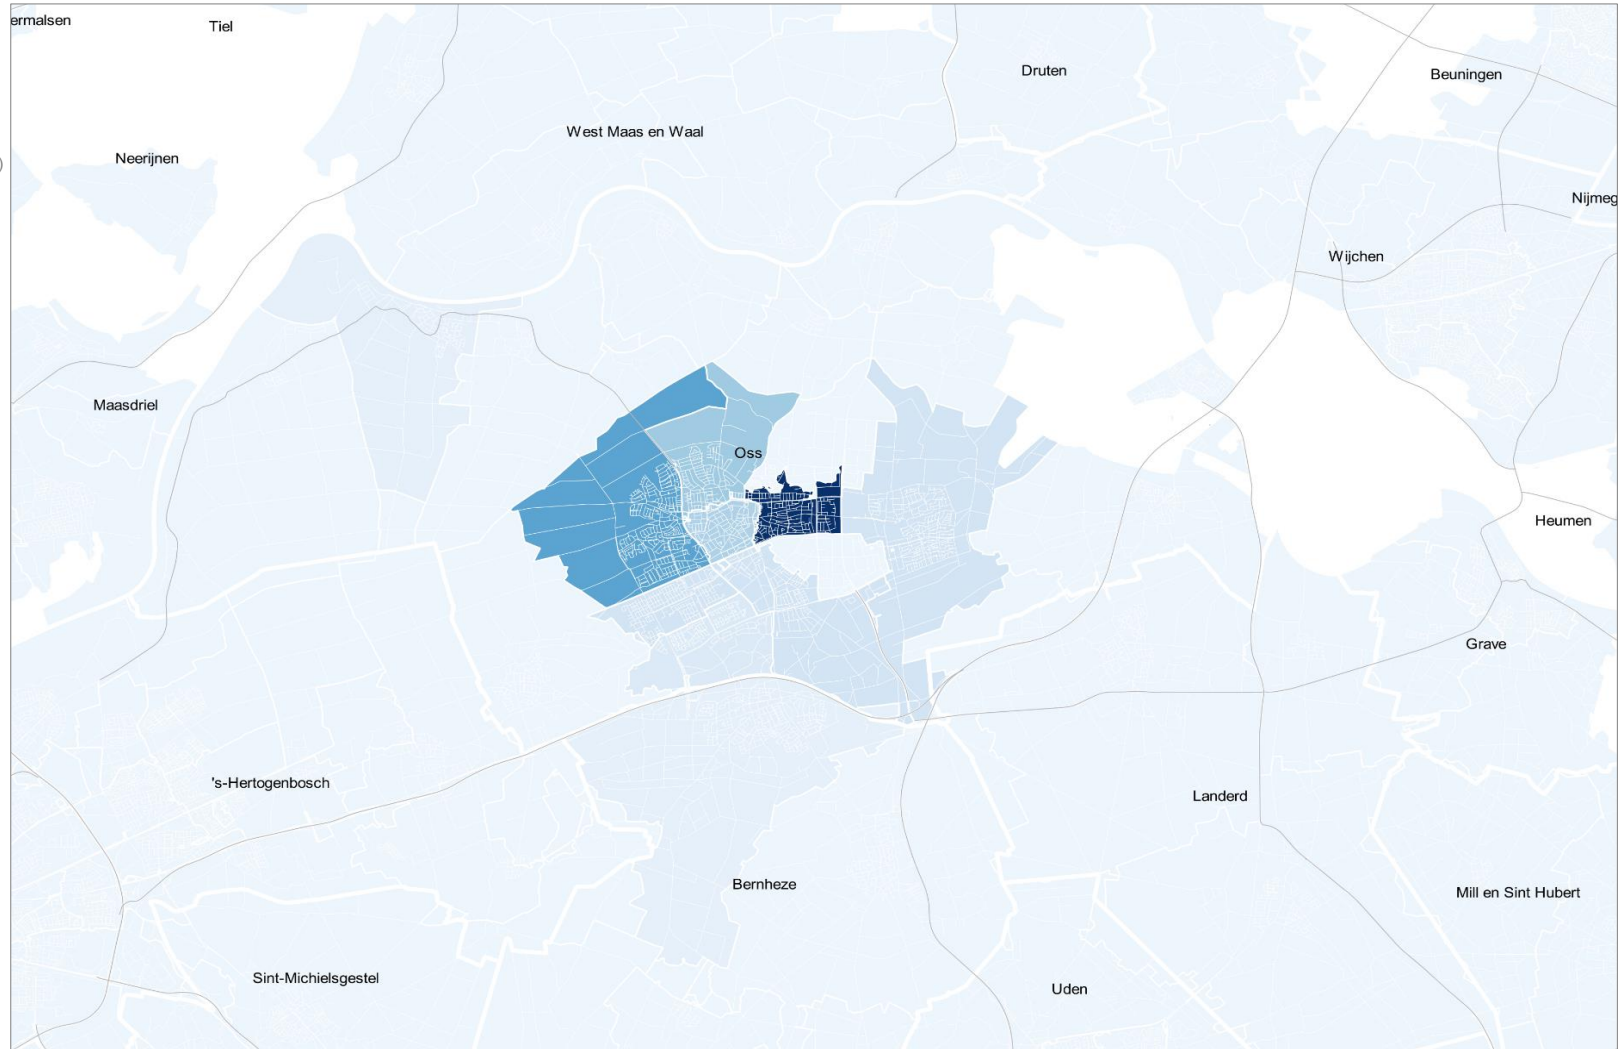 ermalsen
Tiel
Druten
Beuningen
West Maas en Waal
Neerijnen
)
Nijmeg
Wijchen
Maasdriel
Oss
Heumen
Grave
's-Hertogenbosch
Landerd
Bernheze
Mill en Sint Hubert
Sint-Michielsgestel
Uden